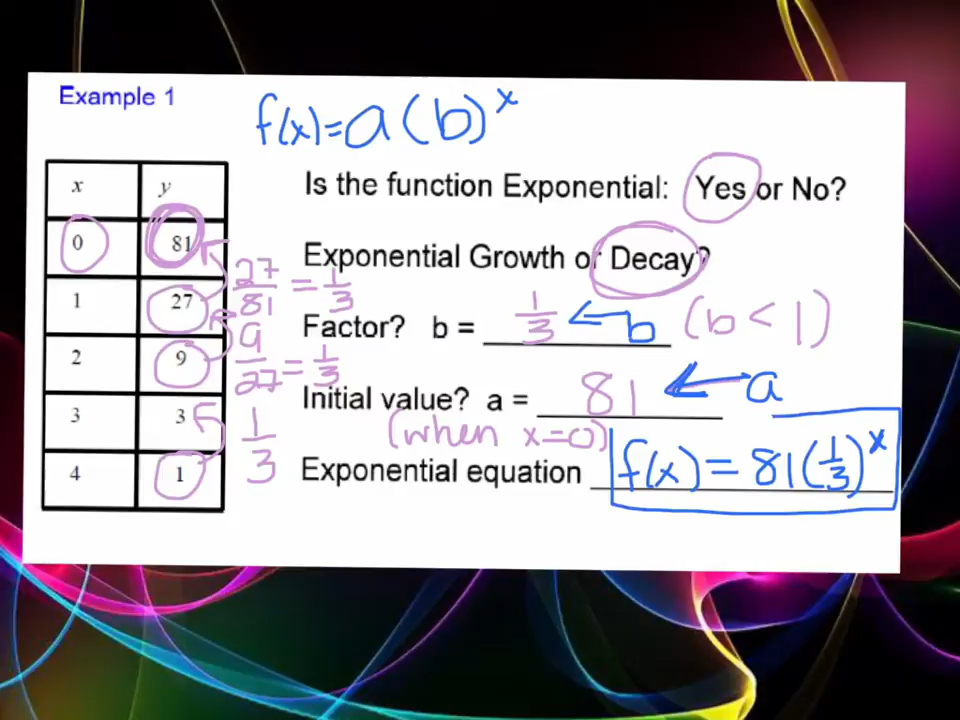 Example 1
f(x)=a(b)^x
x y
0 81
1 27
2 9
3 3
4 1
27/81 = 1/3
9/27 = 1/3
1/3
Is the function Exponential: Yes or No?
Exponential Growth or Decay?
Factor? b = 1/3 ← b (b < 1)
Initial value? a = 81 ← a
(when x=0)
Exponential equation f(x) = 81(1/3)^x